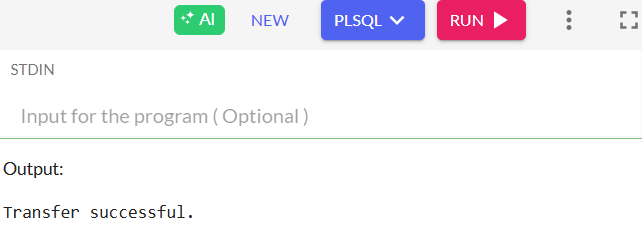 AI NEW PLSQL RUN
STDIN
Input for the program ( Optional )
Output:
Transfer successful.